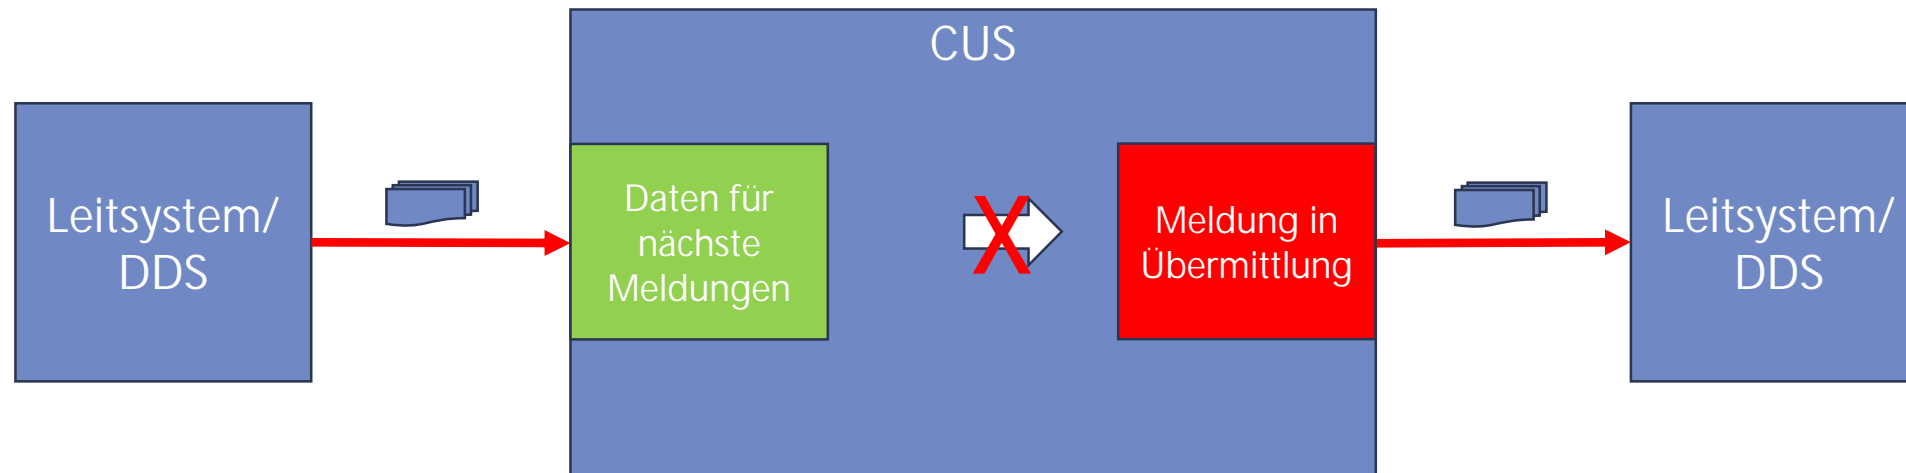 CUS
Leitsystem/
DDS
Daten für
nächste
Meldungen
X
Meldung in
Übermittlung
Leitsystem/
DDS